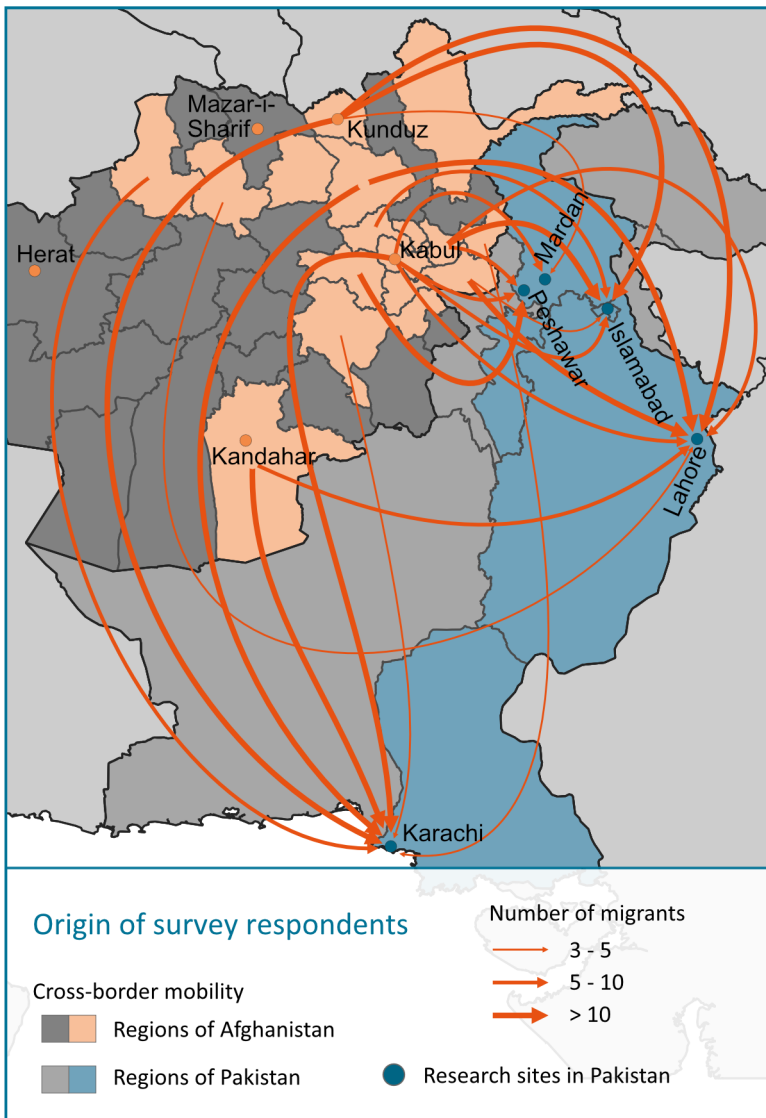 Mazar-i-
Sharif
Kunduz
Herat
Kabul
Mardan
Peshawar
Islamabad
Kandahar
Lahore
Karachi
Origin of survey respondents
Number of migrants
3 - 5
5 - 10
> 10
Cross-border mobility
Regions of Afghanistan
Regions of Pakistan
Research sites in Pakistan